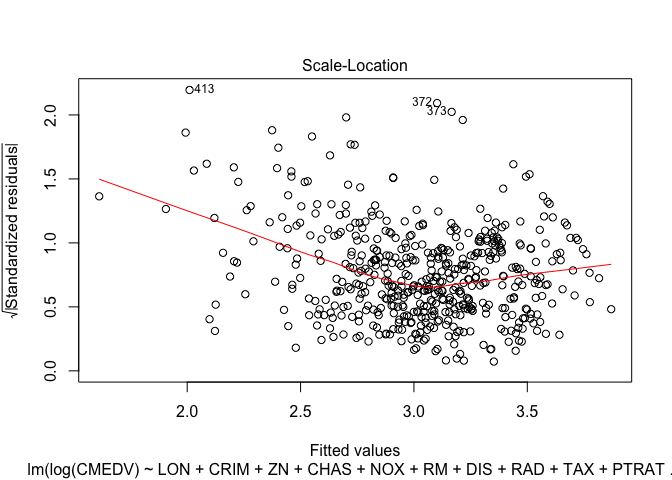 Scale-Location
√|Standardized residuals|
2.0
1.5
1.0
0.5
0.0
413
372
373
2.0 2.5 3.0 3.5
Fitted values
lm(log(CMEDV) ~ LON + CRIM + ZN + CHAS + NOX + RM + DIS + RAD + TAX + PTRAT .